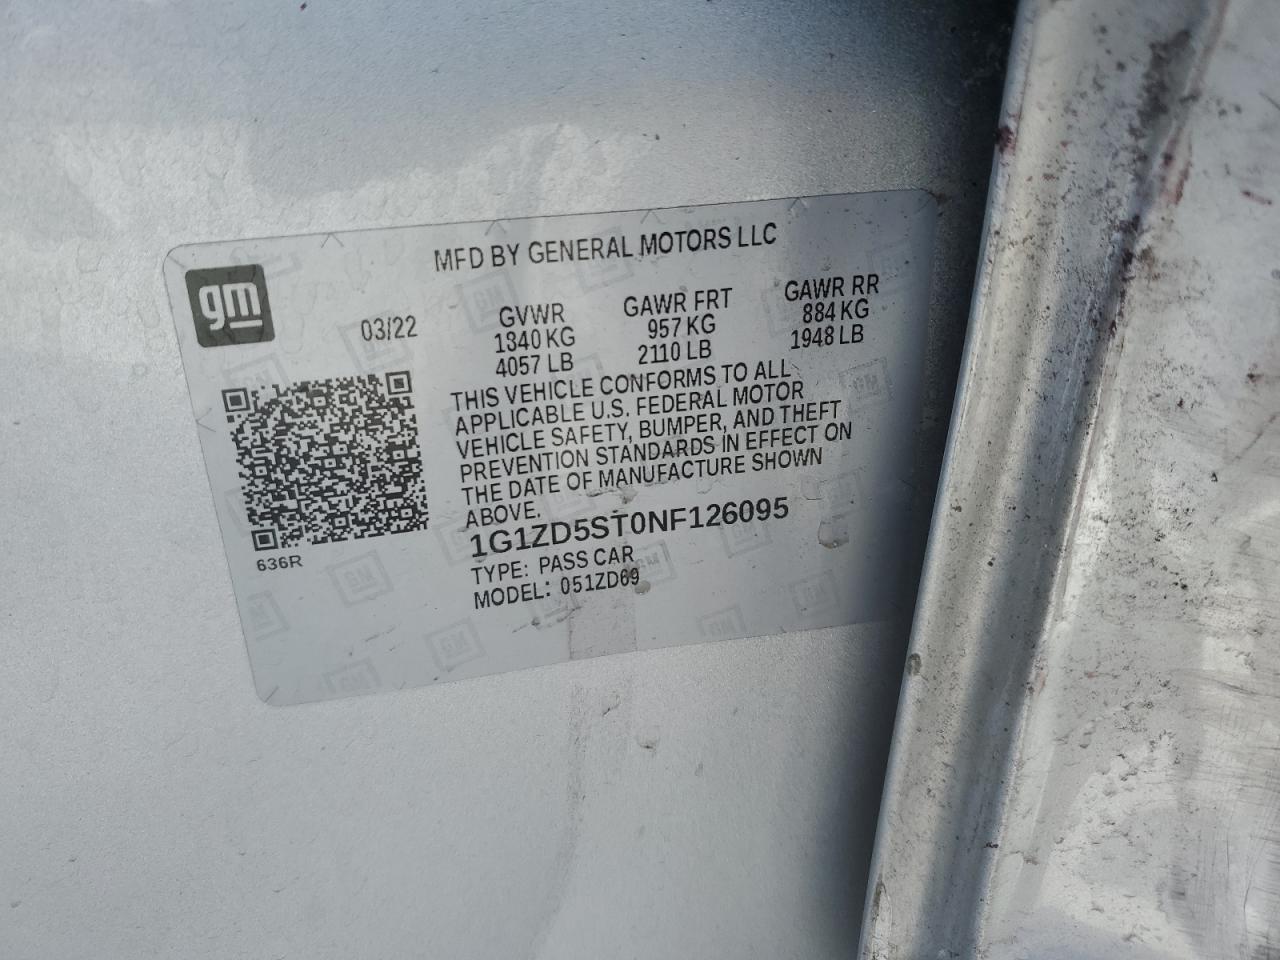 MFD BY GENERAL MOTORS LLC
gm
03/22
GVWR
1840 KG
4057 LB
GAWR FRT
957 KG
2110 LB
GAWR RR
884 KG
1948 LB
THIS VEHICLE CONFORMS TO ALL
APPLICABLE U.S. FEDERAL MOTOR
VEHICLE SAFETY, BUMPER, AND THEFT
PREVENTION STANDARDS IN EFFECT ON
THE DATE OF MANUFACTURE SHOWN
ABOVE.
1G1ZD5ST0NF126095
TYPE: PASS CAR
MODEL: 051ZD69
636R